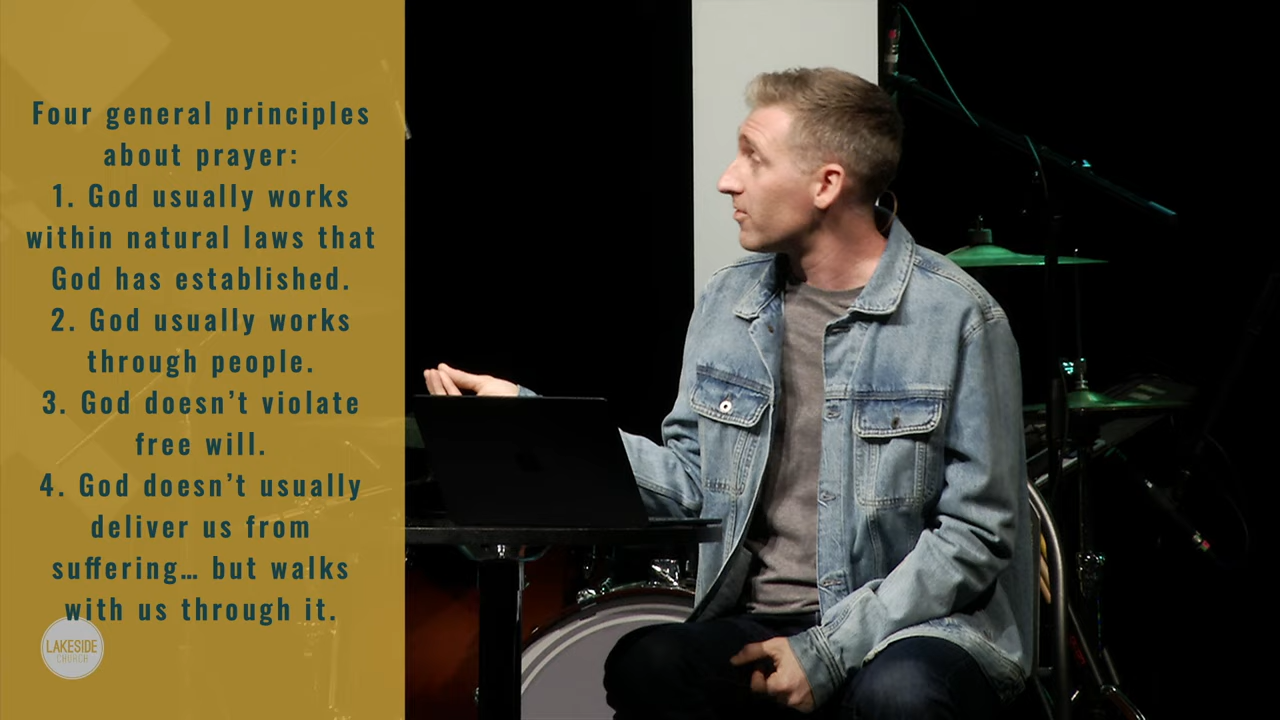 Four general principles
about prayer:
1. God usually works
within natural laws that
God has established.
2. God usually works
through people.
3. God doesn’t violate
free will.
4. God doesn’t usually
deliver us from
suffering… but walks
with us through it.
LAKESIDE
CHURCH